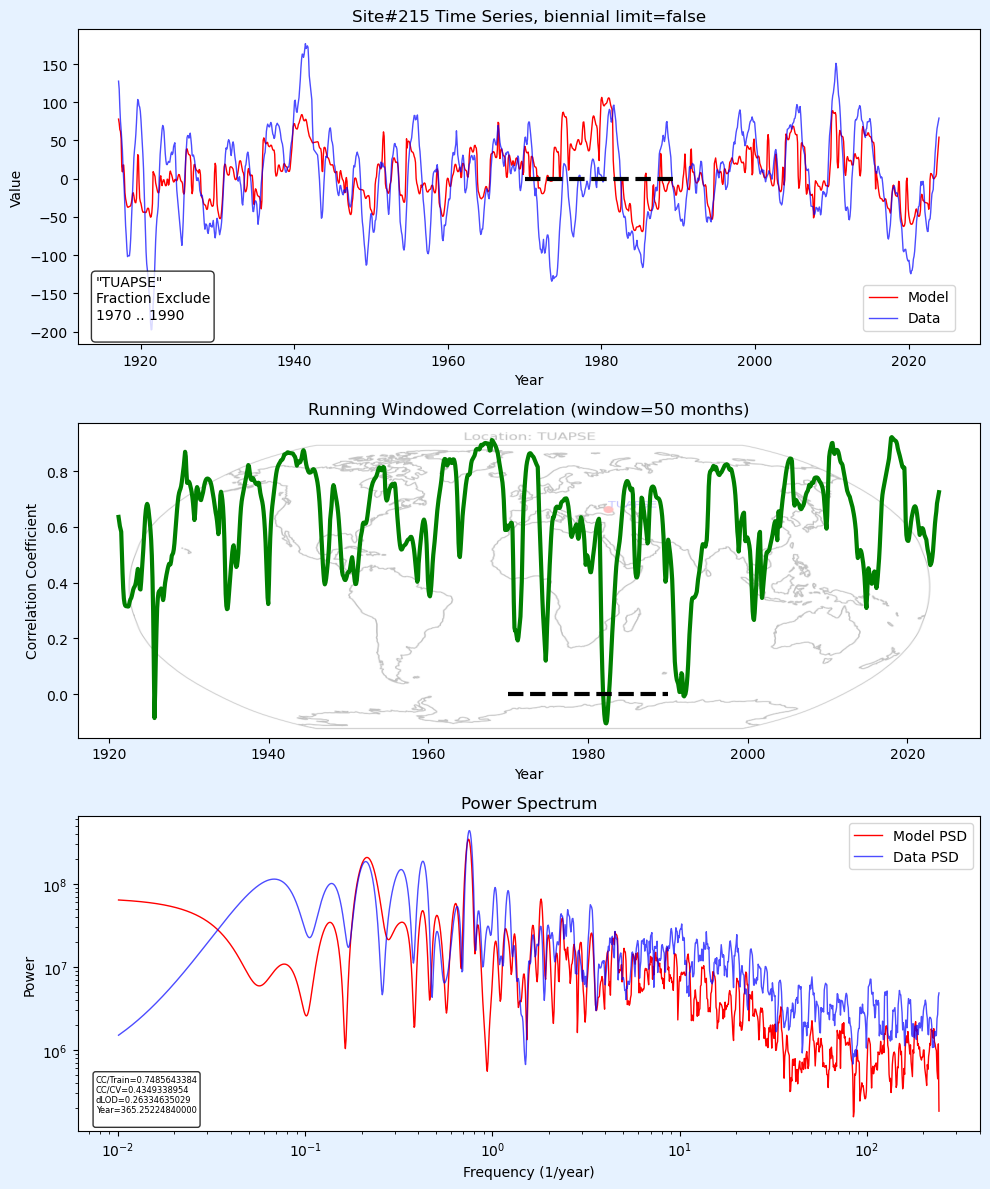 Site#215 Time Series, biennial limit=false
Value
150
100
50
0
−50
−100
−150
−200
"TUAPSE"
Fraction Exclude
1970 .. 1990
Model
Data
1920
1940
1960
1980
2000
2020
Year
Running Windowed Correlation (window=50 months)
Location: TUAPSE
Correlation Coefficient
0.8
0.6
0.4
0.2
0.0
1920
1940
1960
1980
2000
2020
Year
Power Spectrum
Model PSD
Data PSD
Power
10⁸
10⁷
10⁶
CC/Train=0.7485643384
CC/CV=0.4349338954
dLOD=0.26334635029
Year=365.25224840000
10⁻²
10⁻¹
10⁰
10¹
10²
Frequency (1/year)